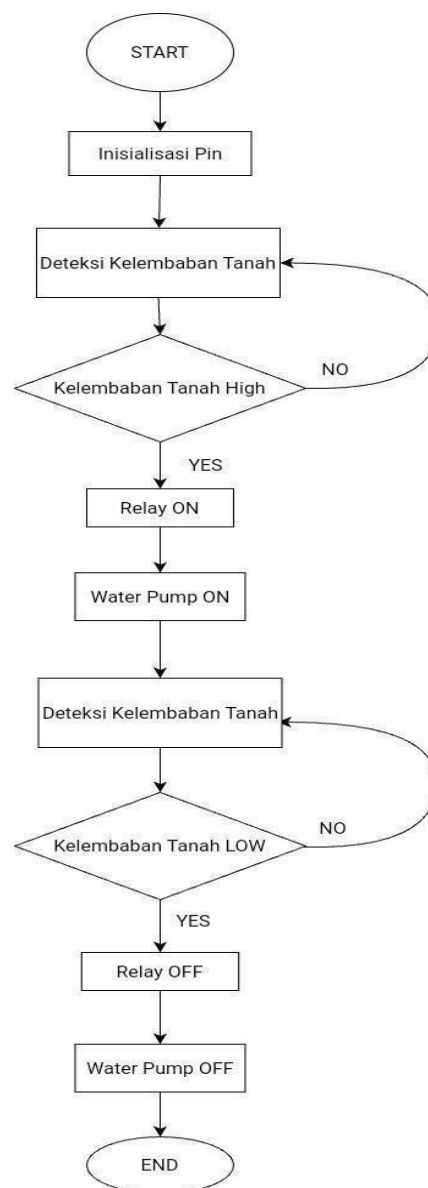 START
Inisialisasi Pin
Deteksi Kelembaban Tanah
Kelembaban Tanah High
NO
YES
Relay ON
Water Pump ON
Deteksi Kelembaban Tanah
Kelembaban Tanah LOW
NO
YES
Relay OFF
Water Pump OFF
END